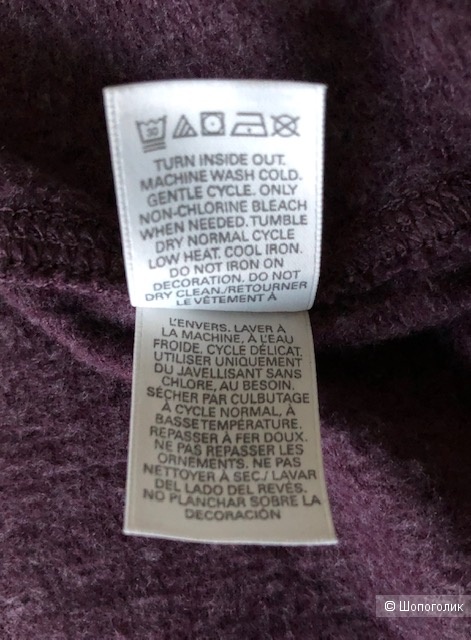 30
TURN INSIDE OUT.
MACHINE WASH COLD.
GENTLE CYCLE. ONLY
NON-CHLORINE BLEACH
WHEN NEEDED. TUMBLE
DRY NORMAL CYCLE
LOW HEAT. COOL IRON.
DO NOT IRON ON
DECORATION. DO NOT
DRY CLEAN./RETOURNER
LE VÊTEMENT À
L'ENVERS. LAVER À
LA MACHINE, À L'EAU
FROIDE, CYCLE DÉLICAT.
UTILISER UNIQUEMENT
DU JAVELLISANT SANS
CHLORE, AU BESOIN.
SÉCHER PAR CULBUTAGE
À CYCLE NORMAL, À
BASSE TEMPÉRATURE.
REPASSER À FER DOUX.
NE PAS REPASSER LES
ORNEMENTS. NE PAS
NETTOYER À SEC./ LAVAR
DEL LADO DEL REVÉS.
NO PLANCHAR SOBRE LA
DECORACIÓN
© Шопоголик